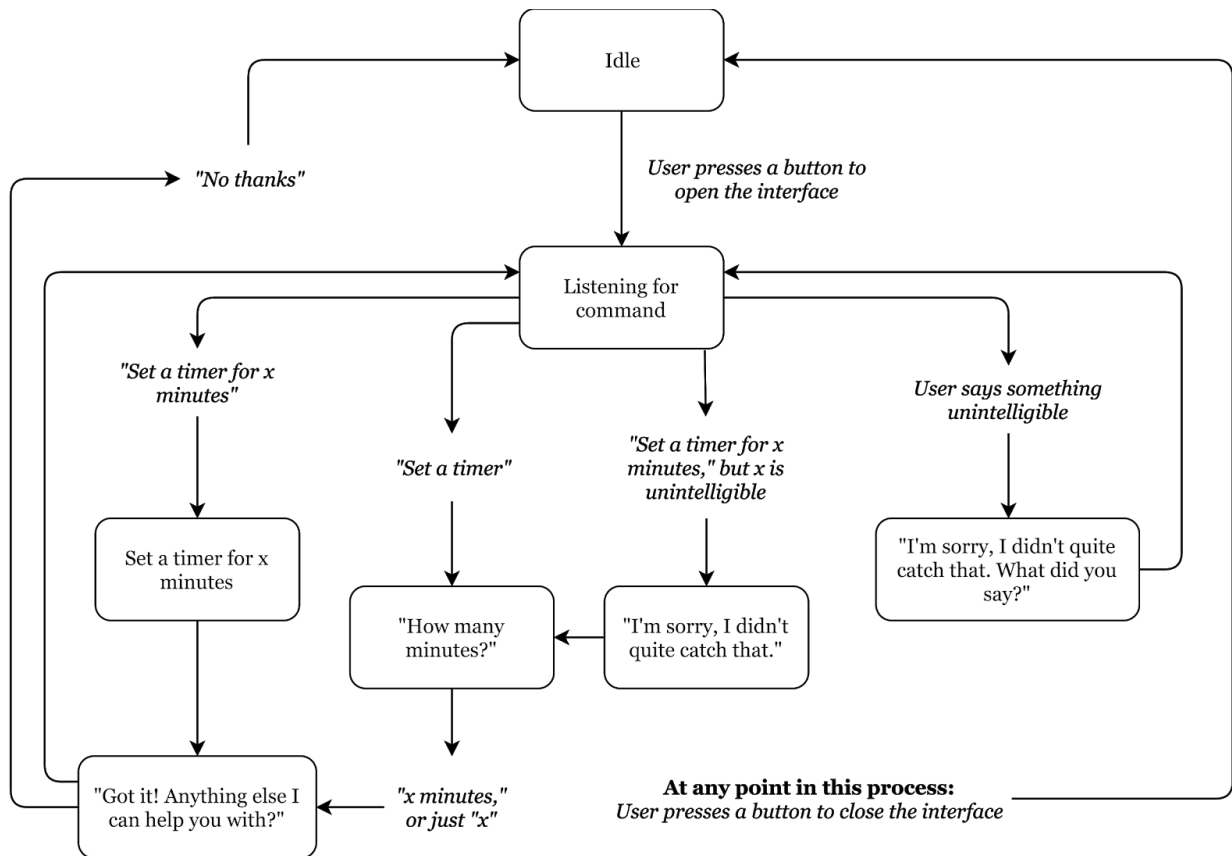 Idle
"No thanks"
User presses a button to
open the interface
Listening for
command
"Set a timer for x
minutes"
"Set a timer"
"Set a timer for x
minutes," but x is
unintelligible
User says something
unintelligible
Set a timer for x
minutes
"I'm sorry, I didn't quite
catch that. What did you
say?"
"How many
minutes?"
"I'm sorry, I didn't
quite catch that."
"Got it! Anything else I
can help you with?"
"x minutes,"
or just "x"
At any point in this process:
User presses a button to close the interface